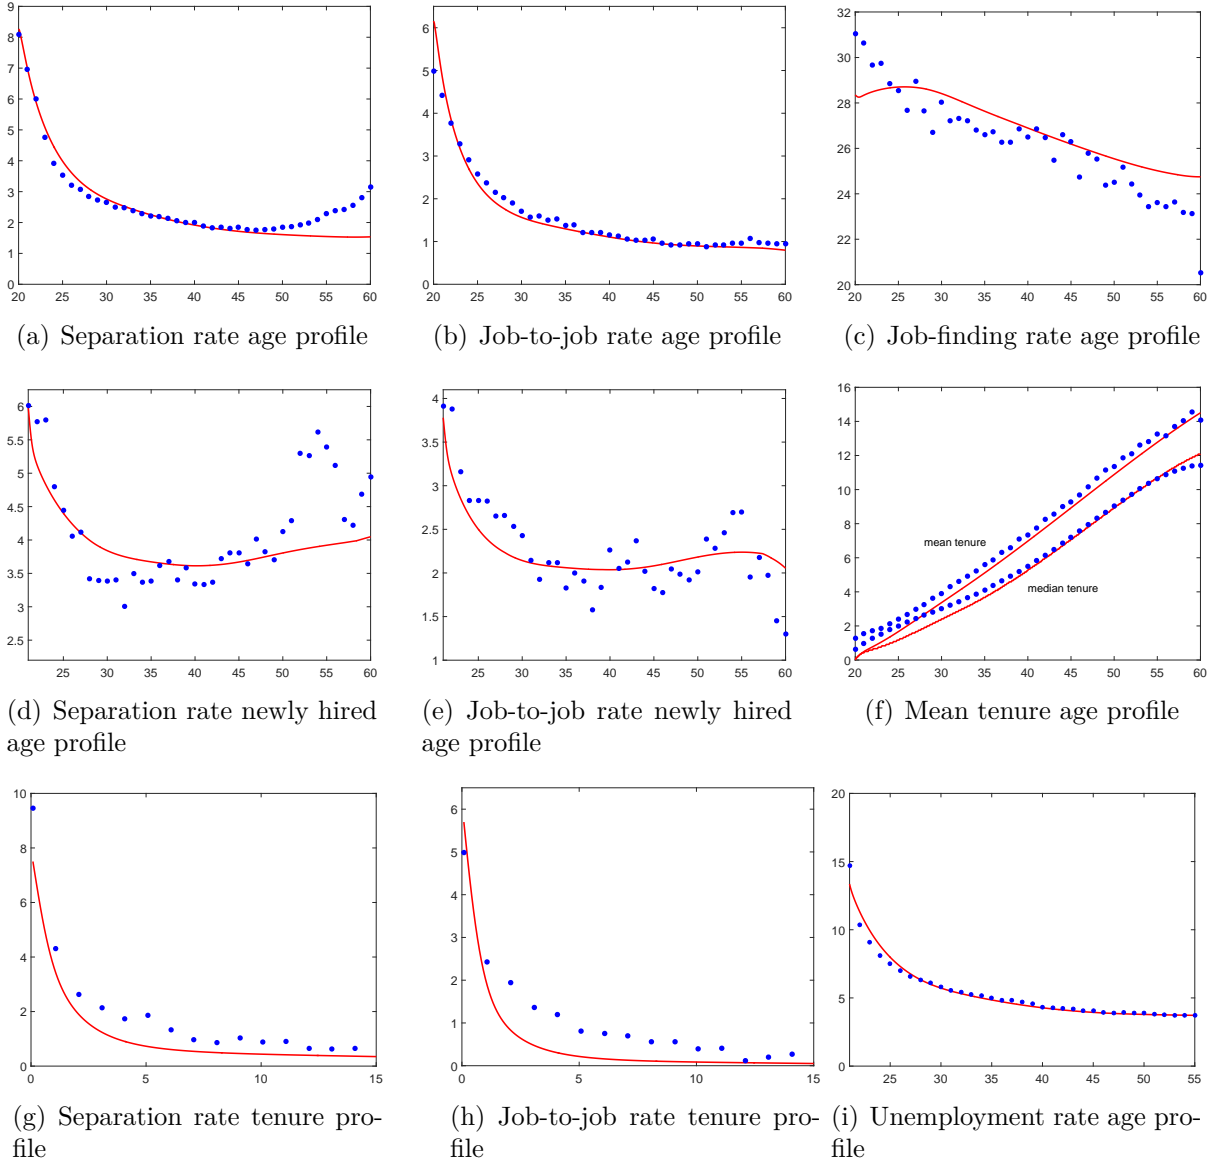 9
8
7
6
5
4
3
2
1
0
20 25 30 35 40 45 50 55 60
(a) Separation rate age profile
6
5
4
3
2
1
0
20 25 30 35 40 45 50 55 60
(b) Job-to-job rate age profile
32
30
28
26
24
22
20
20 25 30 35 40 45 50 55 60
(c) Job-finding rate age profile
6
5.5
5
4.5
4
3.5
3
2.5
25 30 35 40 45 50 55 60
(d) Separation rate newly hired
age profile
4
3.5
3
2.5
2
1.5
1
25 30 35 40 45 50 55 60
(e) Job-to-job rate newly hired
age profile
16
14
12
10
8
6
4
2
0
mean tenure
median tenure
20 25 30 35 40 45 50 55 60
(f) Mean tenure age profile
10
8
6
4
2
0
0 5 10 15
(g) Separation rate tenure pro-
file
6
5
4
3
2
1
0
0 5 10 15
(h) Job-to-job rate tenure pro-
file
20
15
10
5
0
25 30 35 40 45 50 55
(i) Unemployment rate age pro-
file